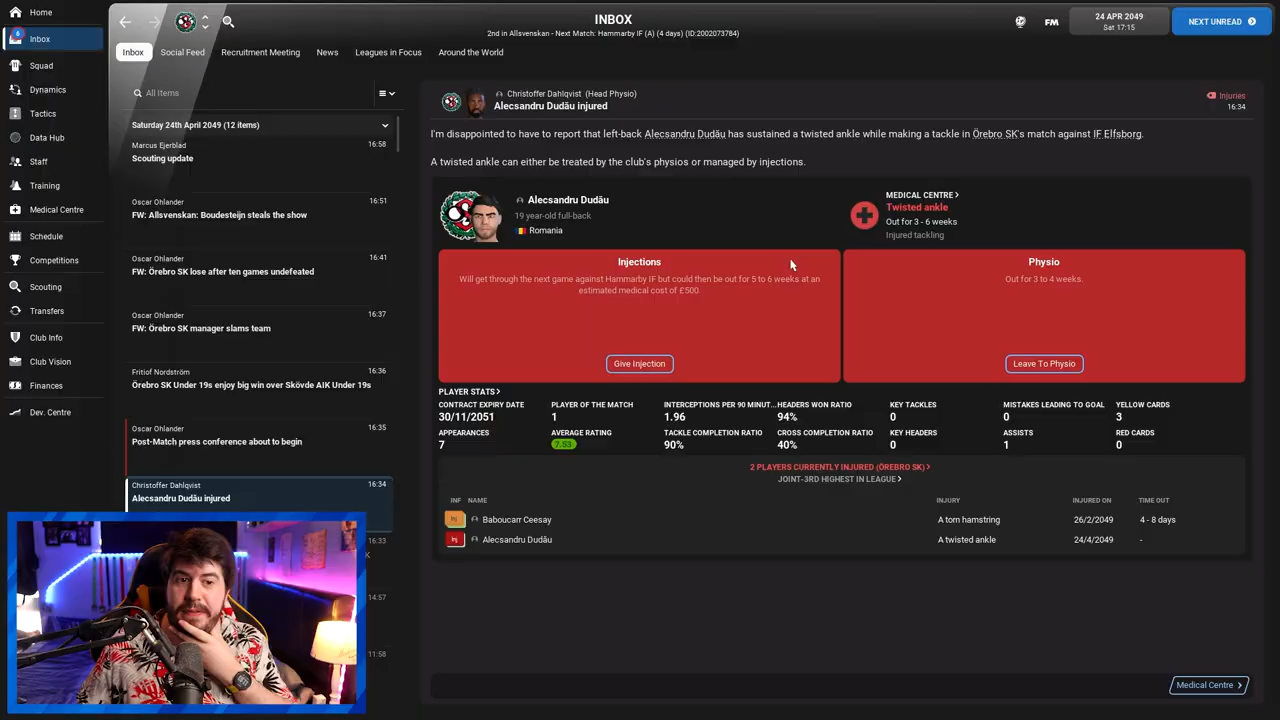 Home
Inbox
6
Squad
Dynamics
Tactics
Data Hub
Staff
Training
Medical Centre
Schedule
Competitions
Scouting
Transfers
Club Info
Club Vision
Finances
Dev. Centre
INBOX
2nd in Allsvenskan - Next Match: Hammarby IF (A) (4 days) (ID:2002073784)
FM
24 APR 2049
Sat 17:15
NEXT UNREAD
Inbox
Social Feed
Recruitment Meeting
News
Leagues in Focus
Around the World
All Items
Saturday 24th April 2049 (12 items)
Marcus Ejerblad
16:58
Scouting update
Oscar Ohlander
16:51
FW: Allsvenskan: Boudesteijn steals the show
Oscar Ohlander
16:41
FW: Örebro SK lose after ten games undefeated
Oscar Ohlander
16:37
FW: Örebro SK manager slams team
Fritiof Nordström
16:36
Örebro SK Under 19s enjoy big win over Skövde AIK Under 19s
Oscar Ohlander
16:35
Post-Match press conference about to begin
Christoffer Dahlqvist
16:34
Alecsandru Dudău injured
16:33
K
14:57
11:58
Christoffer Dahlqvist (Head Physio)
Alecsandru Dudău injured
Injuries
16:34
I'm disappointed to have to report that left-back Alecsandru Dudău has sustained a twisted ankle while making a tackle in Örebro SK's match against IF Elfsborg.
A twisted ankle can either be treated by the club's physios or managed by injections.
Alecsandru Dudău
19 year-old full-back
Romania
MEDICAL CENTRE
Twisted ankle
Out for 3 - 6 weeks
Injured tackling
Injections
Will get through the next game against Hammarby IF but could then be out for 5 to 6 weeks at an
estimated medical cost of £500.
Give Injection
Physio
Out for 3 to 4 weeks.
Leave To Physio
PLAYER STATS
CONTRACT EXPIRY DATE
PLAYER OF THE MATCH
INTERCEPTIONS PER 90 MINUT...
HEADERS WON RATIO
KEY TACKLES
MISTAKES LEADING TO GOAL
YELLOW CARDS
30/11/2051
1
1.96
94%
0
0
3
APPEARANCES
AVERAGE RATING
TACKLE COMPLETION RATIO
CROSS COMPLETION RATIO
KEY HEADERS
ASSISTS
RED CARDS
7
7.53
90%
40%
0
1
0
2 PLAYERS CURRENTLY INJURED (ÖREBRO SK)
JOINT-3RD HIGHEST IN LEAGUE
INF
NAME
INJURY
INJURED ON
TIME OUT
Inj
Baboucarr Ceesay
A torn hamstring
26/2/2049
4 - 8 days
Inj
Alecsandru Dudău
A twisted ankle
24/4/2049
-
Medical Centre